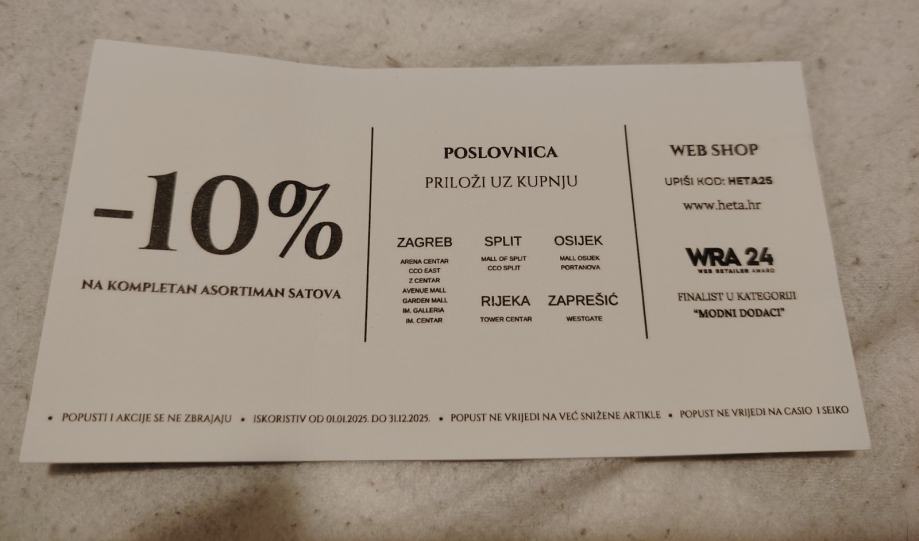 -10%
NA KOMPLETAN ASORTIMAN SATOVA
POSLOVNICA
PRILOŽI UZ KUPNJU
ZAGREB
ARENA CENTAR
CCO EAST
Z CENTAR
AVENUE MALL
GARDEN MALL
IM. GALLERIA
IM. CENTAR
SPLIT
MALL OF SPLIT
CCO SPLIT
OSIJEK
MALL OSIJEK
PORTANOVA
RIJEKA
TOWER CENTAR
ZAPREŠIĆ
WESTGATE
WEB SHOP
UPIŠI KOD: HETA25
www.heta.hr
WRA 24
WEB RETAILER AWARD
FINALIST U KATEGORIJI
"MODNI DODACI"
• POPUSTI I AKCIJE SE NE ZBRAJAJU • ISKORISTIV OD 01.01.2025. DO 31.12.2025. • POPUST NE VRIJEDI NA VEĆ SNIŽENE ARTIKLE • POPUST NE VRIJEDI NA CASIO I SEIKO